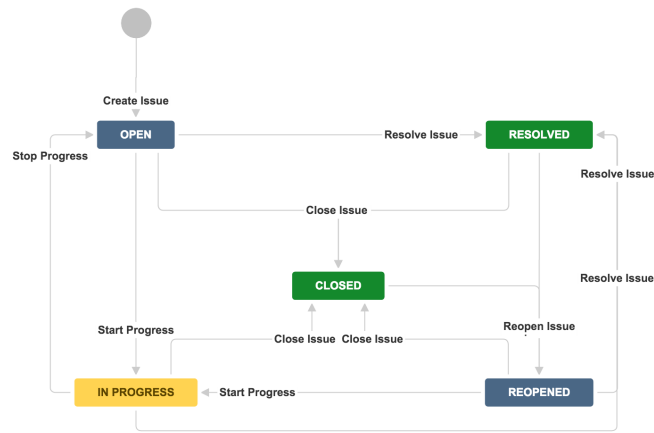 Create Issue
OPEN
Resolve Issue
RESOLVED
Stop Progress
Resolve Issue
Close Issue
Resolve Issue
CLOSED
Start Progress
Reopen Issue
Close Issue
Close Issue
IN PROGRESS
Start Progress
REOPENED